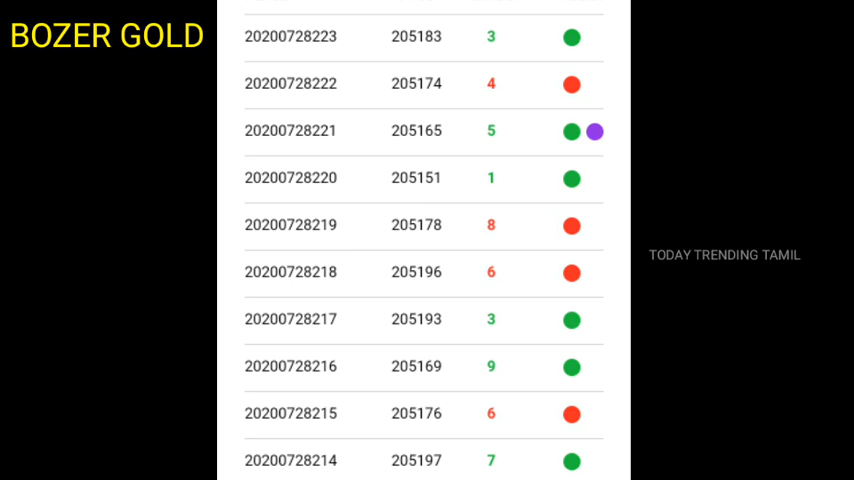 BOZER GOLD
20200728223 205183 3
20200728222 205174 4
20200728221 205165 5
20200728220 205151 1
20200728219 205178 8
20200728218 205196 6
20200728217 205193 3
20200728216 205169 9
20200728215 205176 6
20200728214 205197 7
TODAY TRENDING TAMIL